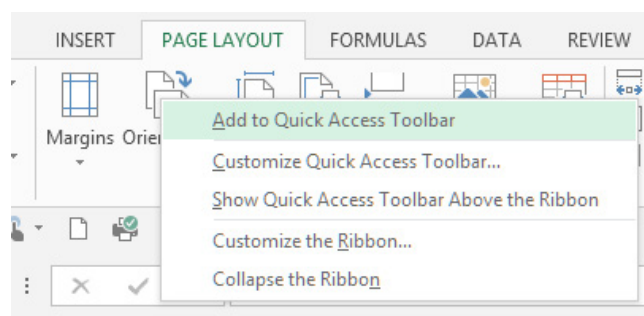 INSERT PAGE LAYOUT FORMULAS DATA REVIEW
Margins Orie
Add to Quick Access Toolbar
Customize Quick Access Toolbar...
Show Quick Access Toolbar Above the Ribbon
Customize the Ribbon...
Collapse the Ribbon